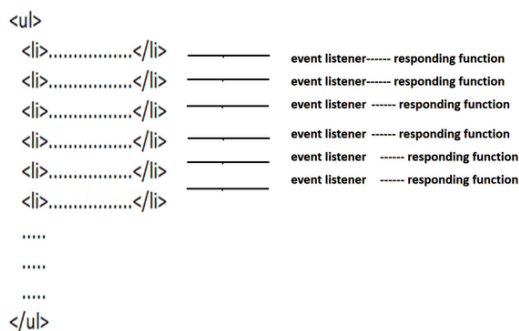 <ul>
<li>.................</li> event listener------ responding function
<li>.................</li> event listener------ responding function
<li>.................</li> event listener ------ responding function
<li>.................</li> event listener ------ responding function
<li>.................</li> event listener ------ responding function
<li>.................</li> event listener ------ responding function
.....
.....
.....
</ul>